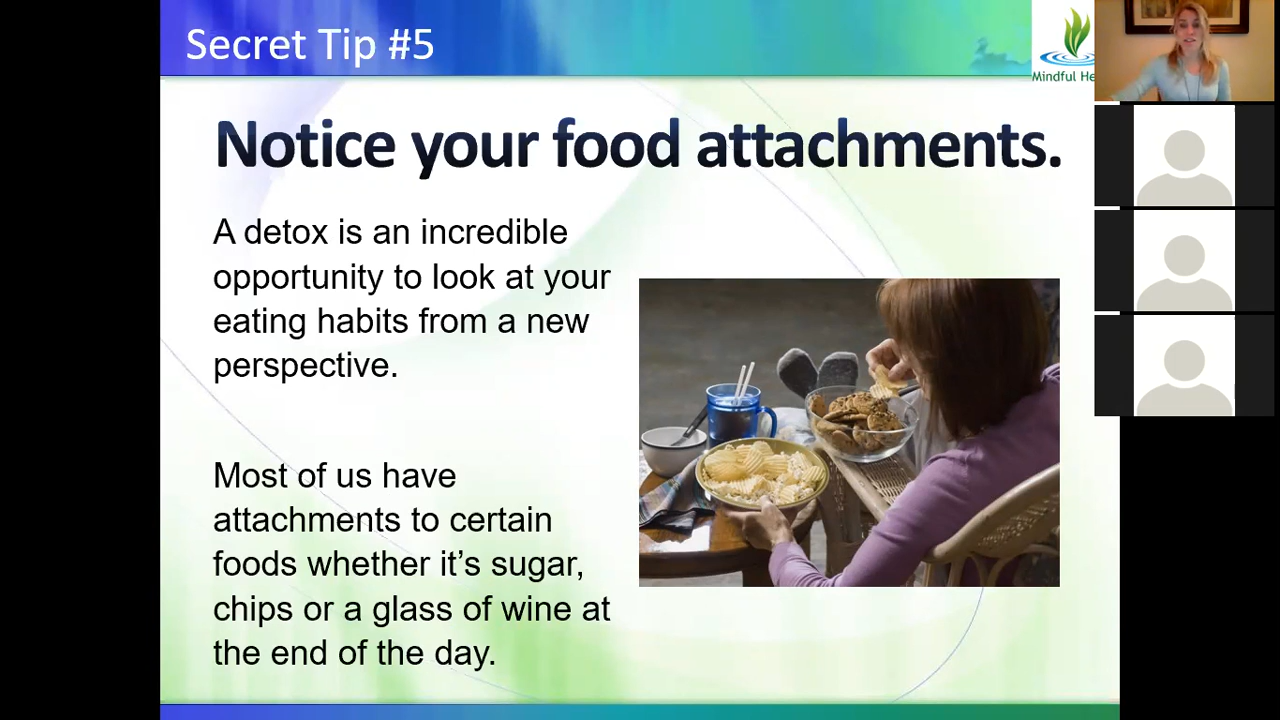 Secret Tip #5
Mindful He
Notice your food attachments.
A detox is an incredible
opportunity to look at your
eating habits from a new
perspective.
Most of us have
attachments to certain
foods whether it’s sugar,
chips or a glass of wine at
the end of the day.